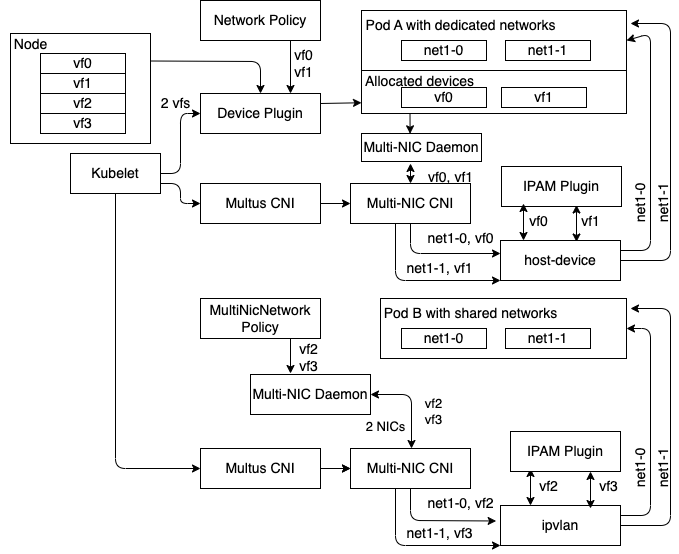 Network Policy
Node
vf0
vf1
vf2
vf3
vf0
vf1
Pod A with dedicated networks
net1-0
net1-1
Allocated devices
vf0
vf1
2 vfs
Device Plugin
Multi-NIC Daemon
Kubelet
vf0, vf1
Multus CNI
Multi-NIC CNI
IPAM Plugin
vf0
vf1
net1-0
net1-1
net1-0, vf0
net1-1, vf1
host-device
MultiNicNetwork
Policy
vf2
vf3
Pod B with shared networks
net1-0
net1-1
Multi-NIC Daemon
vf2
vf3
2 NICs
Multus CNI
Multi-NIC CNI
IPAM Plugin
vf2
vf3
net1-0
net1-1
net1-0, vf2
net1-1, vf3
ipvlan